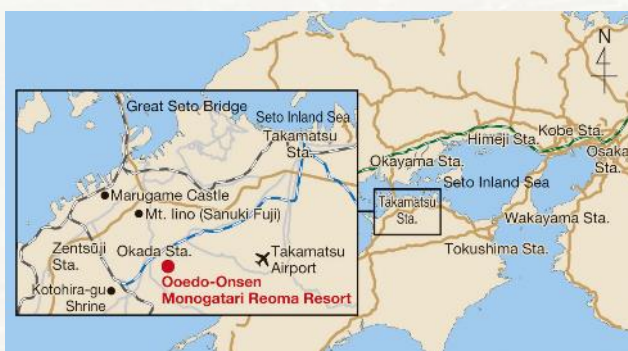 N
Great Seto Bridge
Seto Inland Sea
Takamatsu
Sta.
Marugame Castle
Mt. Iino (Sanuki Fuji)
Zentsūji
Sta.
Okada Sta.
Takamatsu
Airport
Kotohira-gu
Shrine
Ooedo-Onsen
Monogatari Reoma Resort
Kobe Sta.
Himeji Sta.
Osaka
Sta.
Okayama Sta.
Seto Inland Sea
Takamatsu
Sta.
Wakayama Sta.
Tokushima Sta.